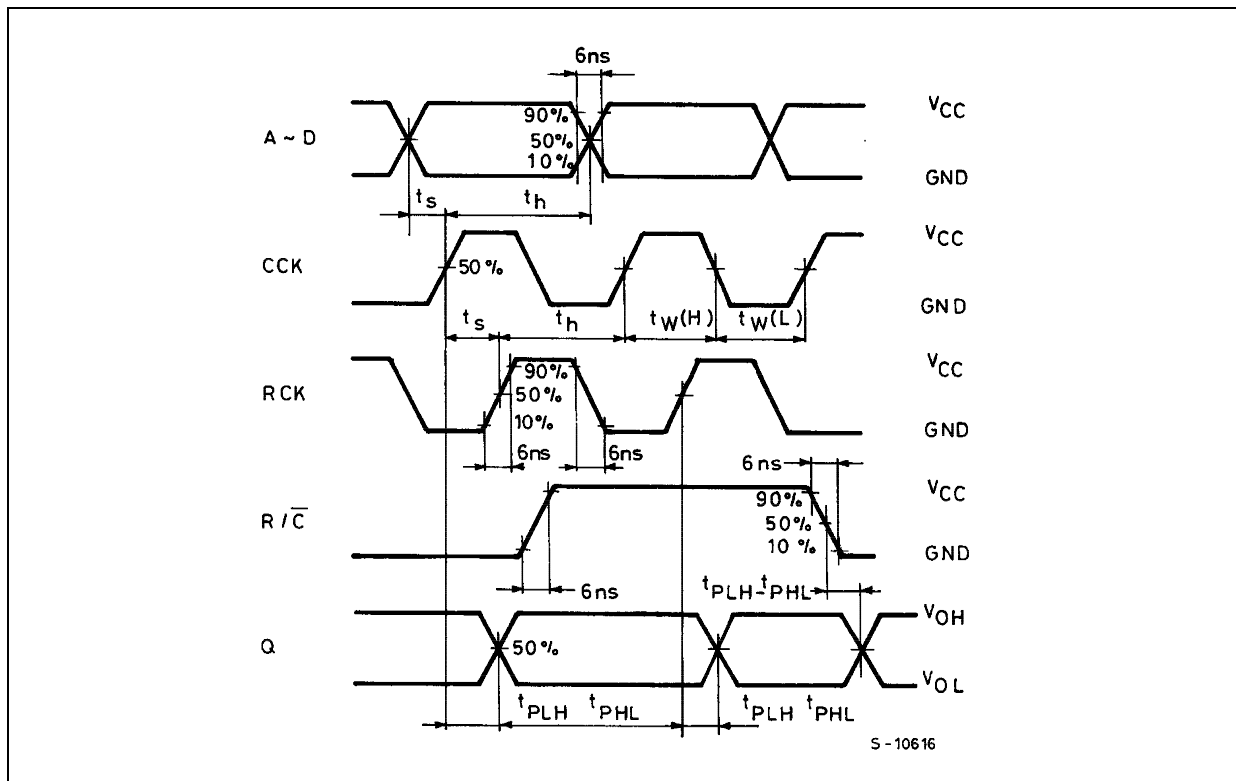 6ns
A ~ D
90%
50%
10%
VCC
GND
ts
th
CCK
50%
VCC
GND
ts
th
tW(H)
tW(L)
RCK
90%
50%
10%
VCC
GND
6ns
6ns
6ns
R/C̅
90%
50%
10%
VCC
GND
6ns
tPLH-tPHL
Q
50%
VOH
VOL
tPLH
tPHL
tPLH
tPHL
S-10616